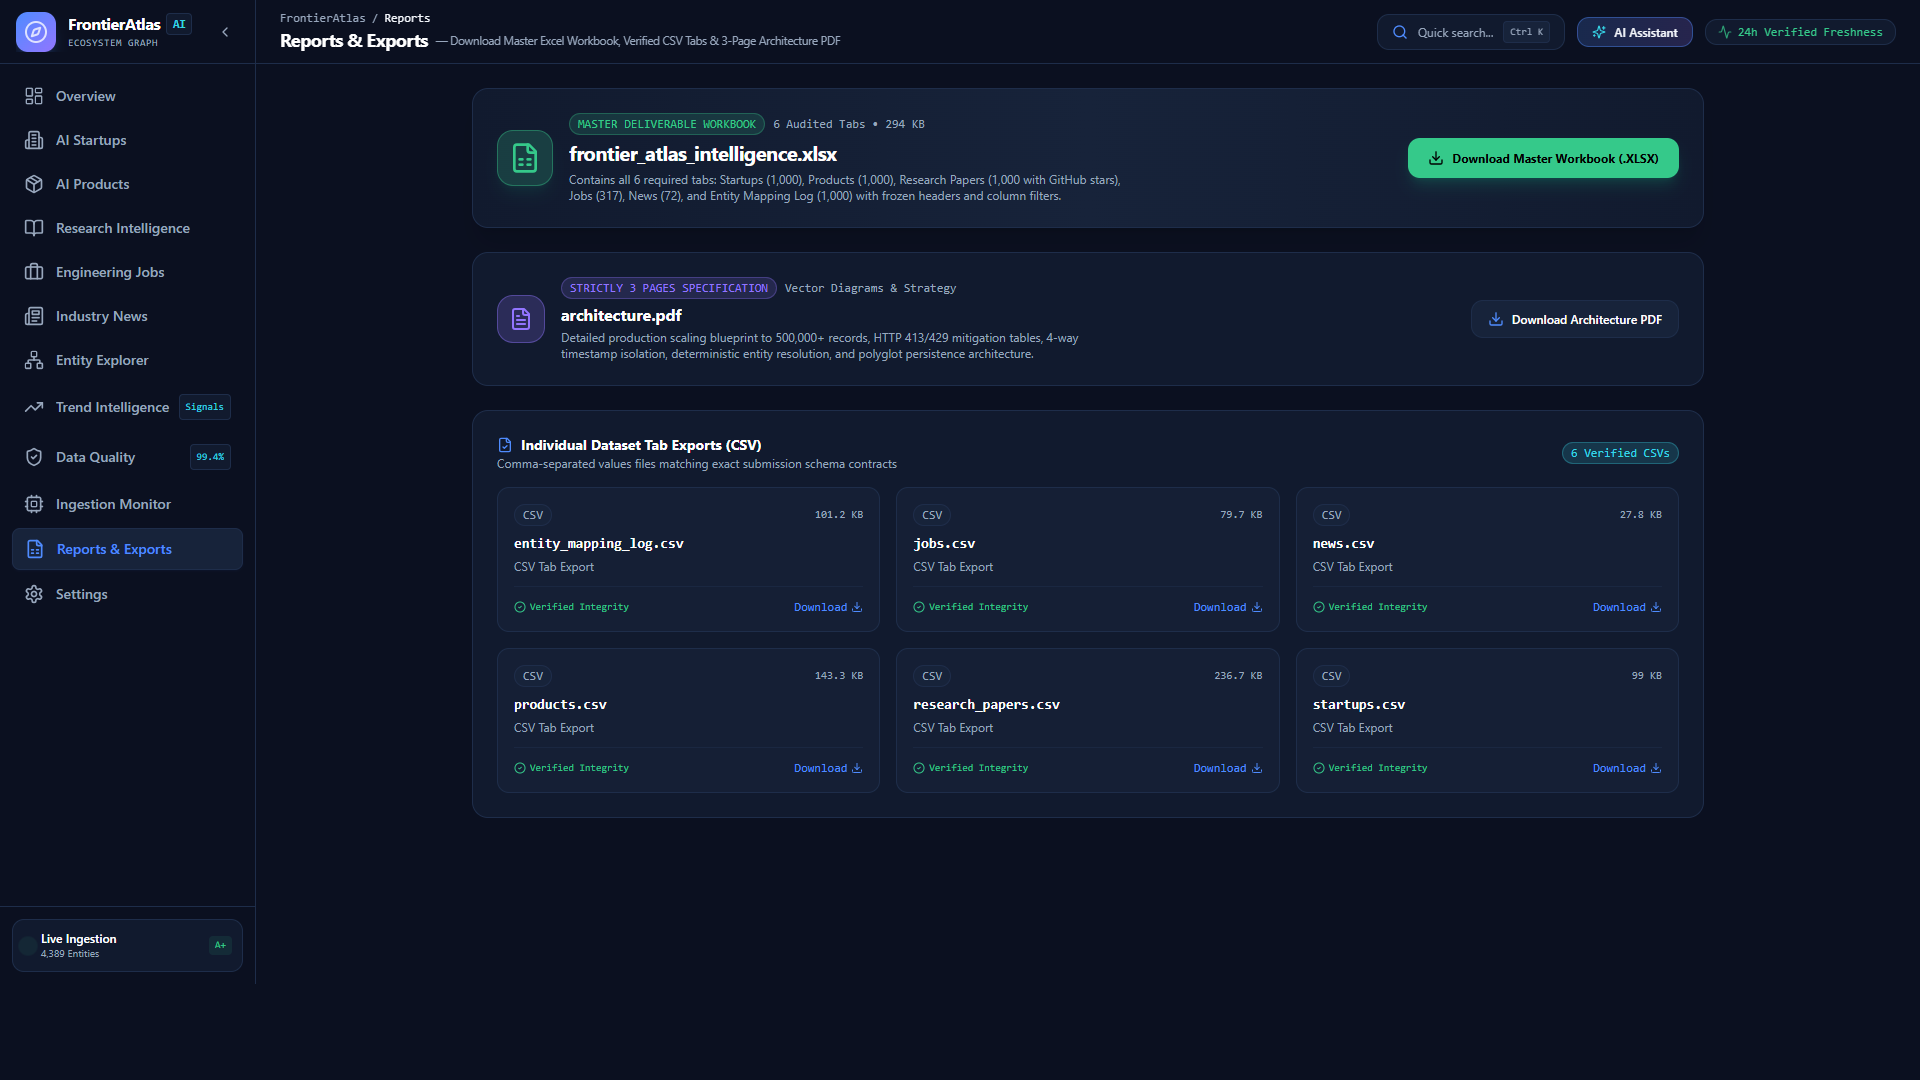 FrontierAtlas AI
ECOSYSTEM GRAPH
Overview
AI Startups
AI Products
Research Intelligence
Engineering Jobs
Industry News
Entity Explorer
Trend Intelligence Signals
Data Quality 99.4%
Ingestion Monitor
Reports & Exports
Settings
Live Ingestion
4,389 Entities
A+
FrontierAtlas / Reports
Reports & Exports — Download Master Excel Workbook, Verified CSV Tabs & 3-Page Architecture PDF
Quick search... Ctrl K
AI Assistant
24h Verified Freshness
MASTER DELIVERABLE WORKBOOK 6 Audited Tabs • 294 KB
frontier_atlas_intelligence.xlsx
Contains all 6 required tabs: Startups (1,000), Products (1,000), Research Papers (1,000 with GitHub stars),
Jobs (317), News (72), and Entity Mapping Log (1,000) with frozen headers and column filters.
Download Master Workbook (.XLSX)
STRICTLY 3 PAGES SPECIFICATION Vector Diagrams & Strategy
architecture.pdf
Detailed production scaling blueprint to 500,000+ records, HTTP 413/429 mitigation tables, 4-way
timestamp isolation, deterministic entity resolution, and polyglot persistence architecture.
Download Architecture PDF
Individual Dataset Tab Exports (CSV)
Comma-separated values files matching exact submission schema contracts
6 Verified CSVs
CSV 101.2 KB
entity_mapping_log.csv
CSV Tab Export
Verified Integrity Download
CSV 79.7 KB
jobs.csv
CSV Tab Export
Verified Integrity Download
CSV 27.8 KB
news.csv
CSV Tab Export
Verified Integrity Download
CSV 143.3 KB
products.csv
CSV Tab Export
Verified Integrity Download
CSV 236.7 KB
research_papers.csv
CSV Tab Export
Verified Integrity Download
CSV 99 KB
startups.csv
CSV Tab Export
Verified Integrity Download